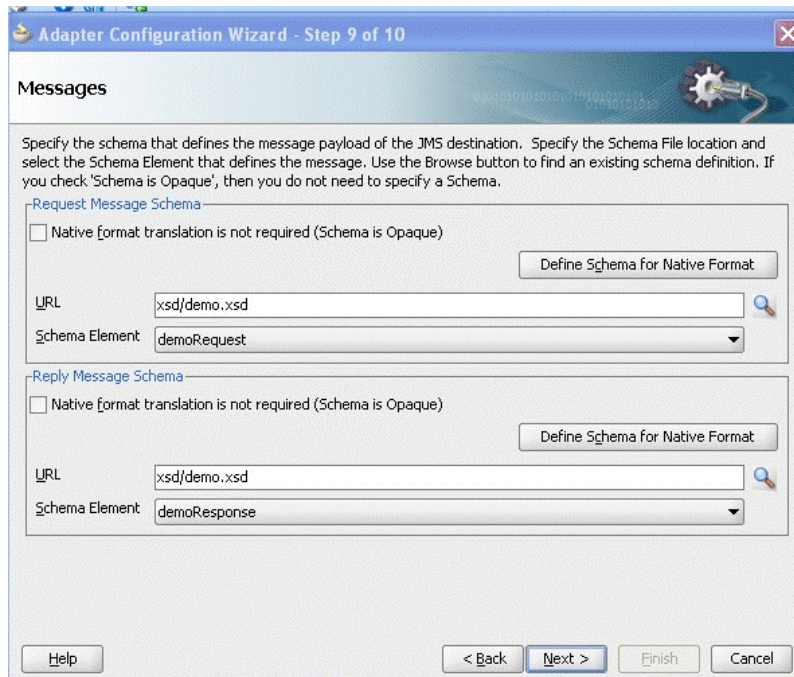 Adapter Configuration Wizard - Step 9 of 10
Messages
Specify the schema that defines the message payload of the JMS destination. Specify the Schema File location and
select the Schema Element that defines the message. Use the Browse button to find an existing schema definition. If
you check 'Schema is Opaque', then you do not need to specify a Schema.
Request Message Schema
Native format translation is not required (Schema is Opaque)
Define Schema for Native Format
URL xsd/demo.xsd
Schema Element demoRequest
Reply Message Schema
Native format translation is not required (Schema is Opaque)
Define Schema for Native Format
URL xsd/demo.xsd
Schema Element demoResponse
Help < Back Next > Finish Cancel